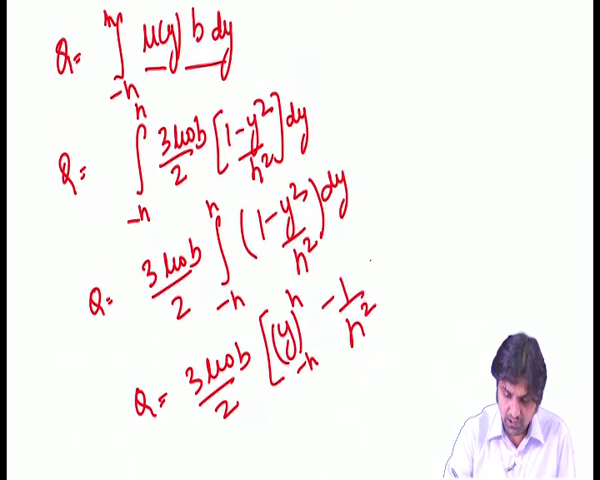 Q = ∫_{-h}^{h} u(y) b dy
Q = ∫_{-h}^{h} 3u0b/2 [1-y²/h²] dy
Q = 3u0b/2 ∫_{-h}^{h} (1-y²/h²) dy
Q = 3u0b/2 [(y)_{-h}^{h} - 1/h²